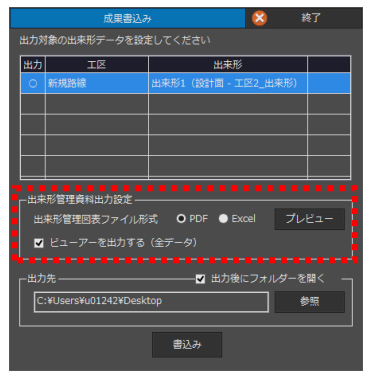 成果書込み 終了
出力対象の出来形データを設定してください
出力 工区 出来形
○ 新規路線 出来形1（設計面 - 工区2_出来形）
出来形管理資料出力設定
出来形管理図表ファイル形式 PDF Excel プレビュー
ビューアーを出力する（全データ）
出力先 出力後にフォルダーを開く
C:¥Users¥u01242¥Desktop 参照
書込み